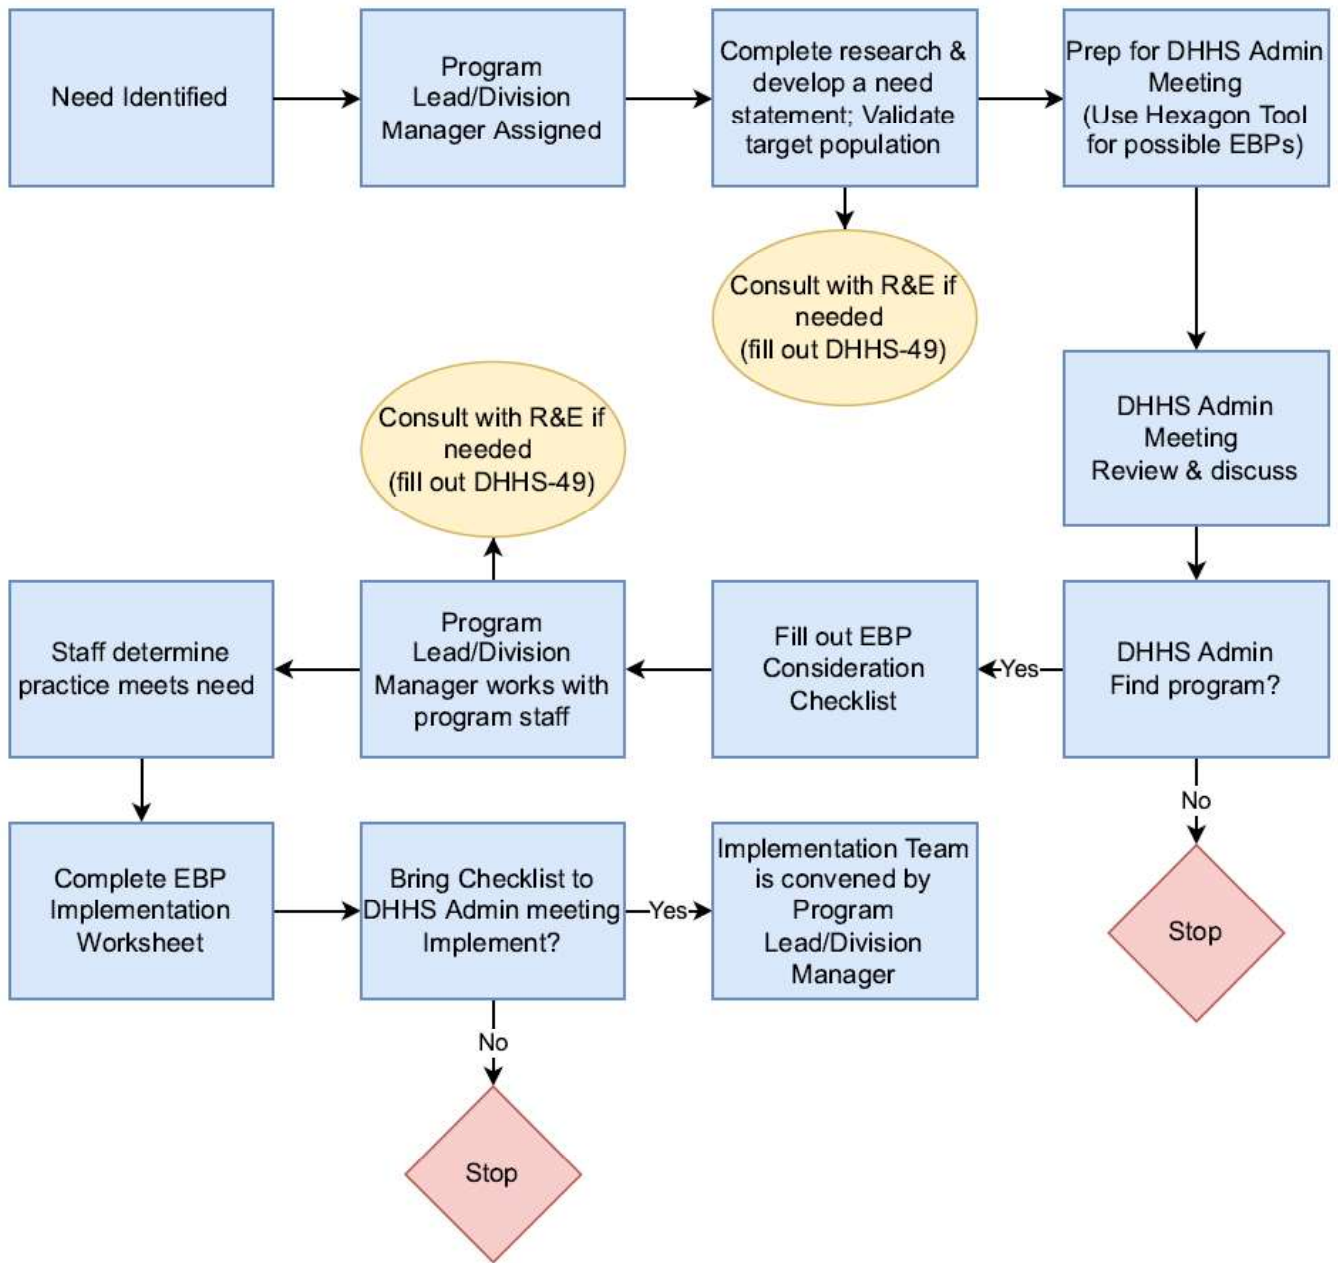 Need Identified
Program
Lead/Division
Manager Assigned
Complete research &
develop a need
statement; Validate
target population
Prep for DHHS Admin
Meeting
(Use Hexagon Tool
for possible EBPs)
Consult with R&E if
needed
(fill out DHHS-49)
DHHS Admin
Meeting
Review & discuss
Consult with R&E if
needed
(fill out DHHS-49)
DHHS Admin
Find program?
Yes
Fill out EBP
Consideration
Checklist
Program
Lead/Division
Manager works with
program staff
Staff determine
practice meets need
No
Stop
Complete EBP
Implementation
Worksheet
Bring Checklist to
DHHS Admin meeting
Implement?
Yes
Implementation Team
is convened by
Program
Lead/Division
Manager
No
Stop